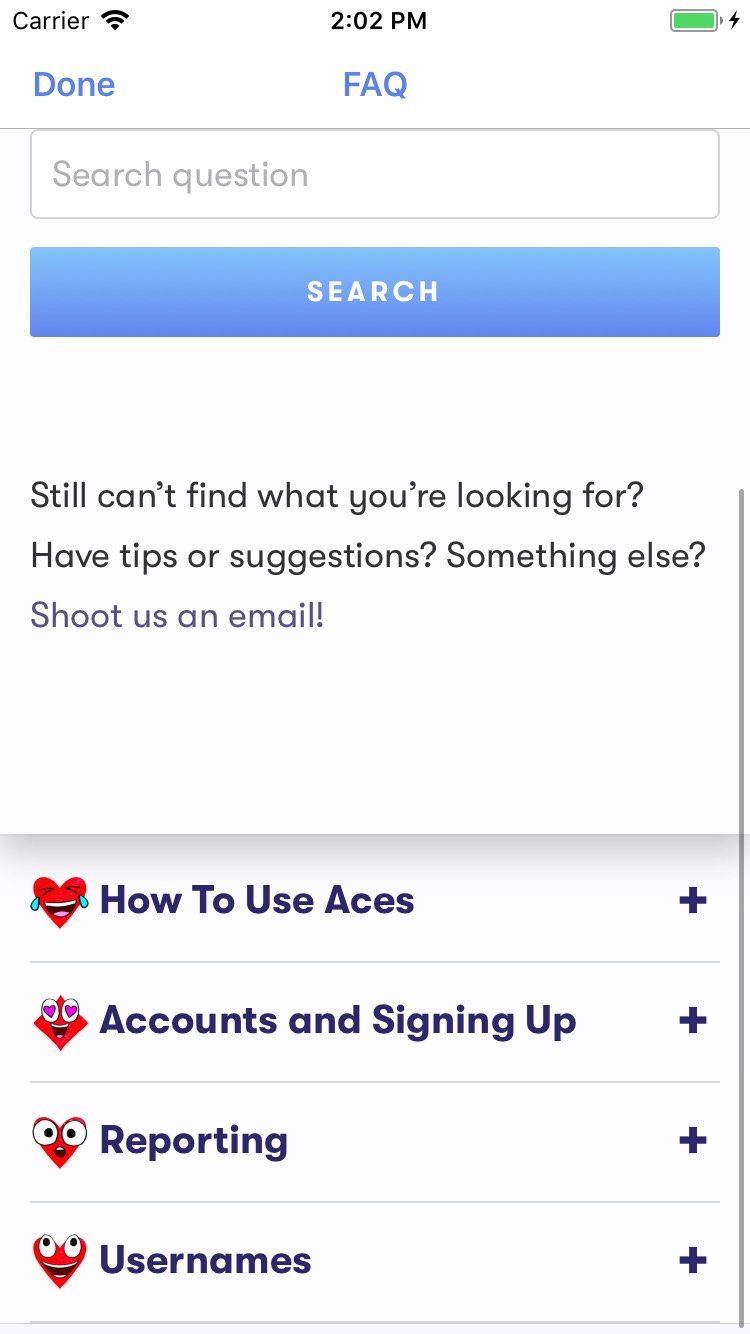 Carrier 2:02 PM
Done FAQ
Search question
SEARCH
Still can’t find what you’re looking for?
Have tips or suggestions? Something else?
Shoot us an email!
How To Use Aces +
Accounts and Signing Up +
Reporting +
Usernames +